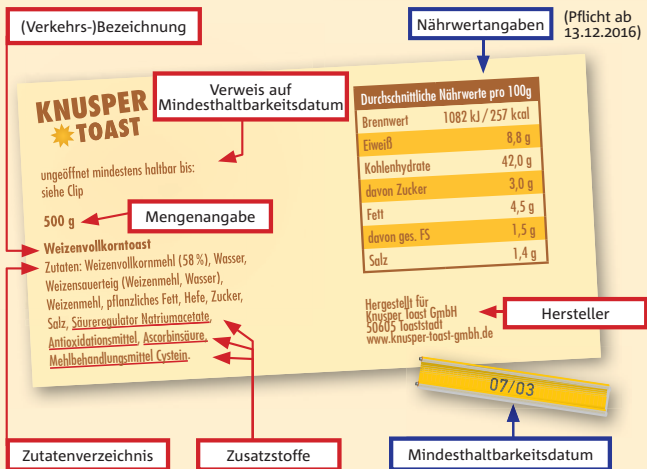 (Verkehrs-)Bezeichnung
Nährwertangaben
(Pflicht ab
13.12.2016)
KNUSPER
TOAST
Verweis auf
Mindesthaltbarkeitsdatum
ungeöffnet mindestens haltbar bis:
siehe Clip
500 g
Mengenangabe
Weizenvollkorntoast
Zutaten: Weizenvollkornmehl (58%), Wasser,
Weizensauerteig (Weizenmehl, Wasser),
Weizenmehl, pflanzliches Fett, Hefe, Zucker,
Salz, Säureregulator Natriumacetate,
Antioxidationsmittel, Ascorbinsäure,
Mehlbehandlungsmittel Cystein.
Durchschnittliche Nährwerte pro 100g
Brennwert 1082 kJ/257 kcal
Eiweiß 8,8 g
Kohlenhydrate 42,0 g
davon Zucker 3,0 g
Fett 4,5 g
davon ges. FS 1,5 g
Salz 1,4 g
Hergestellt für
Knusper Toast GmbH
50605 Toaststadt
www.knusper-toast-gmbh.de
Hersteller
07/03
Zutatenverzeichnis
Zusatzstoffe
Mindesthaltbarkeitsdatum